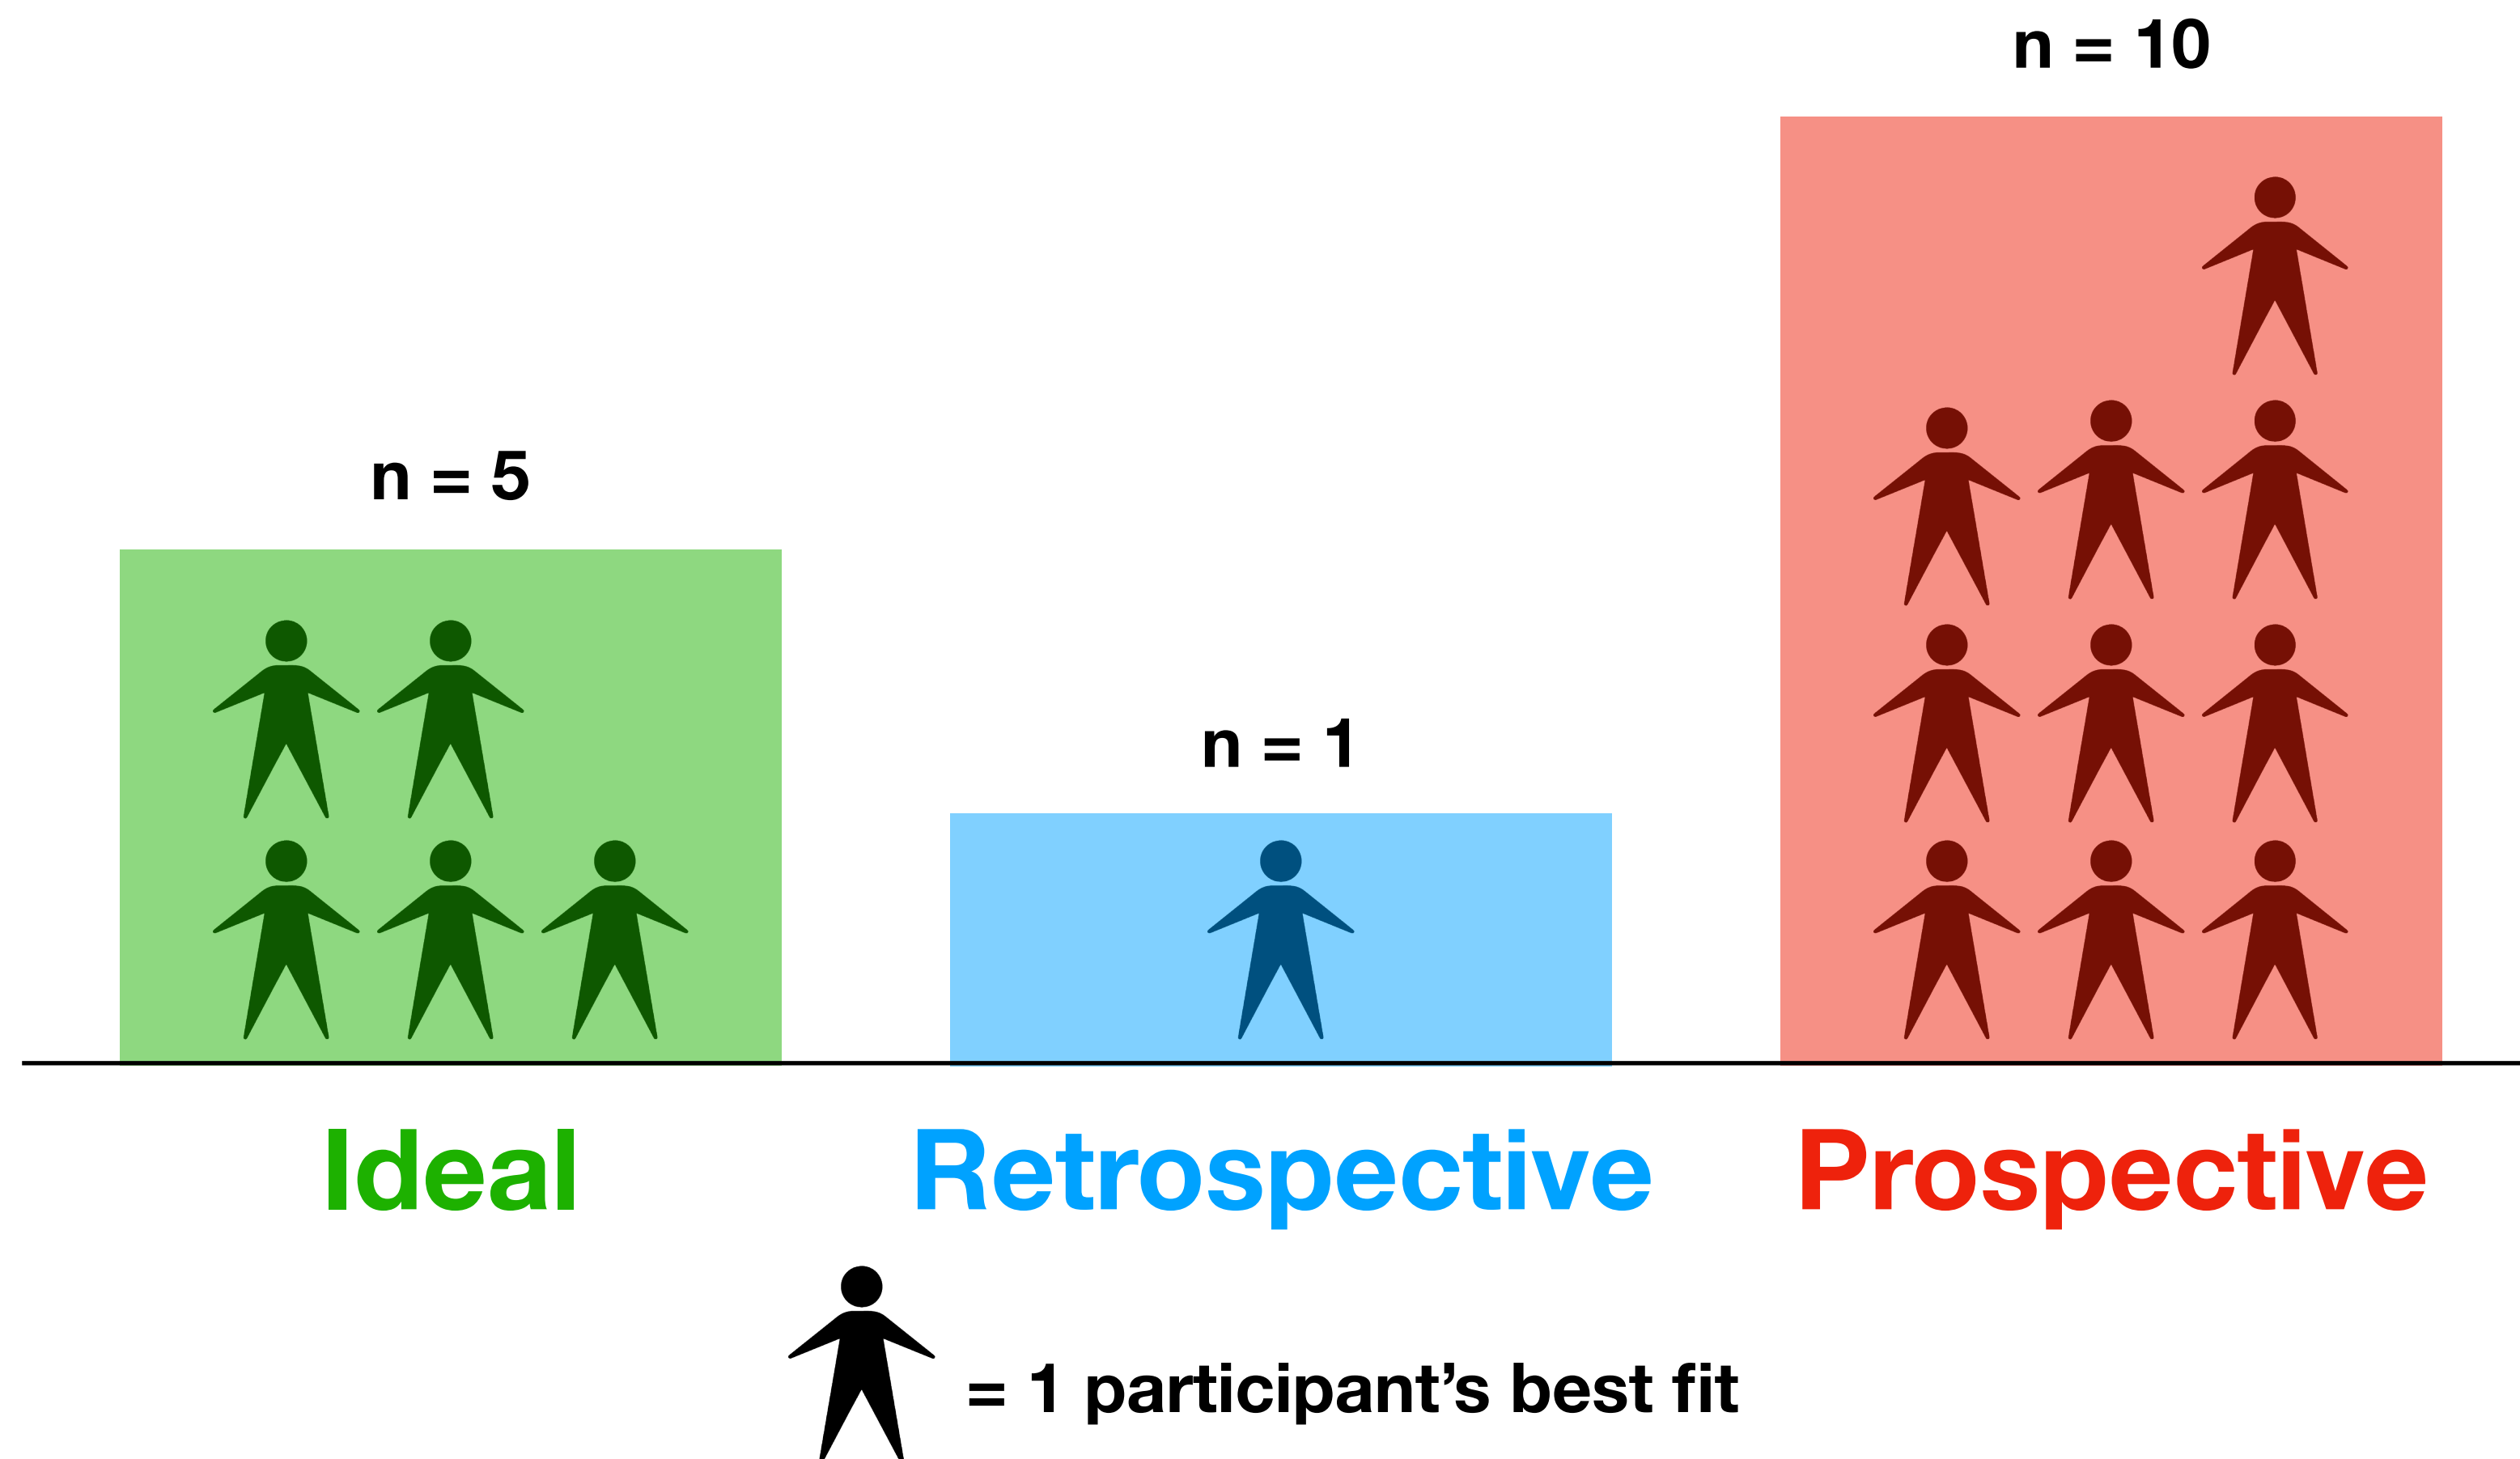 n = 10
n = 5
n = 1
Ideal
Retrospective
Prospective
= 1 participant’s best fit